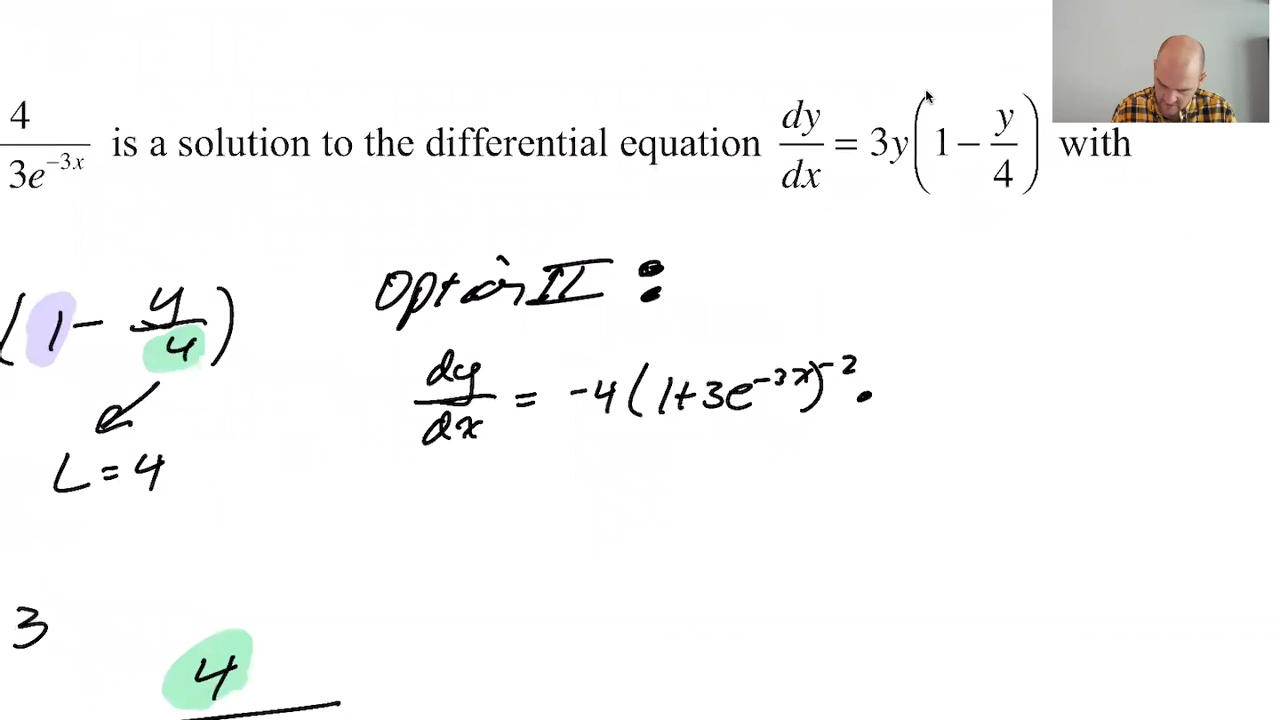 4/(3e^{-3x}) is a solution to the differential equation dy/dx = 3y(1 − y/4) with
Option II :
(1 − y/4)
dy/dx = -4(1+3e^{-3x})^{-2} ·
L = 4
3
4